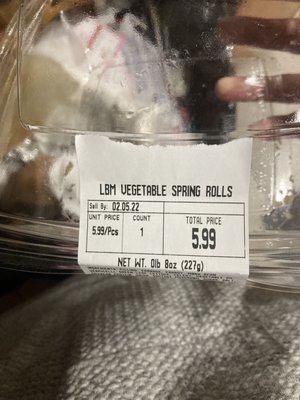 LBM VEGETABLE SPRING ROLLS
Sell By: 02.05.22
UNIT PRICE COUNT TOTAL PRICE
5.99/Pcs 1 5.99
NET WT. 0lb 8oz (227g)